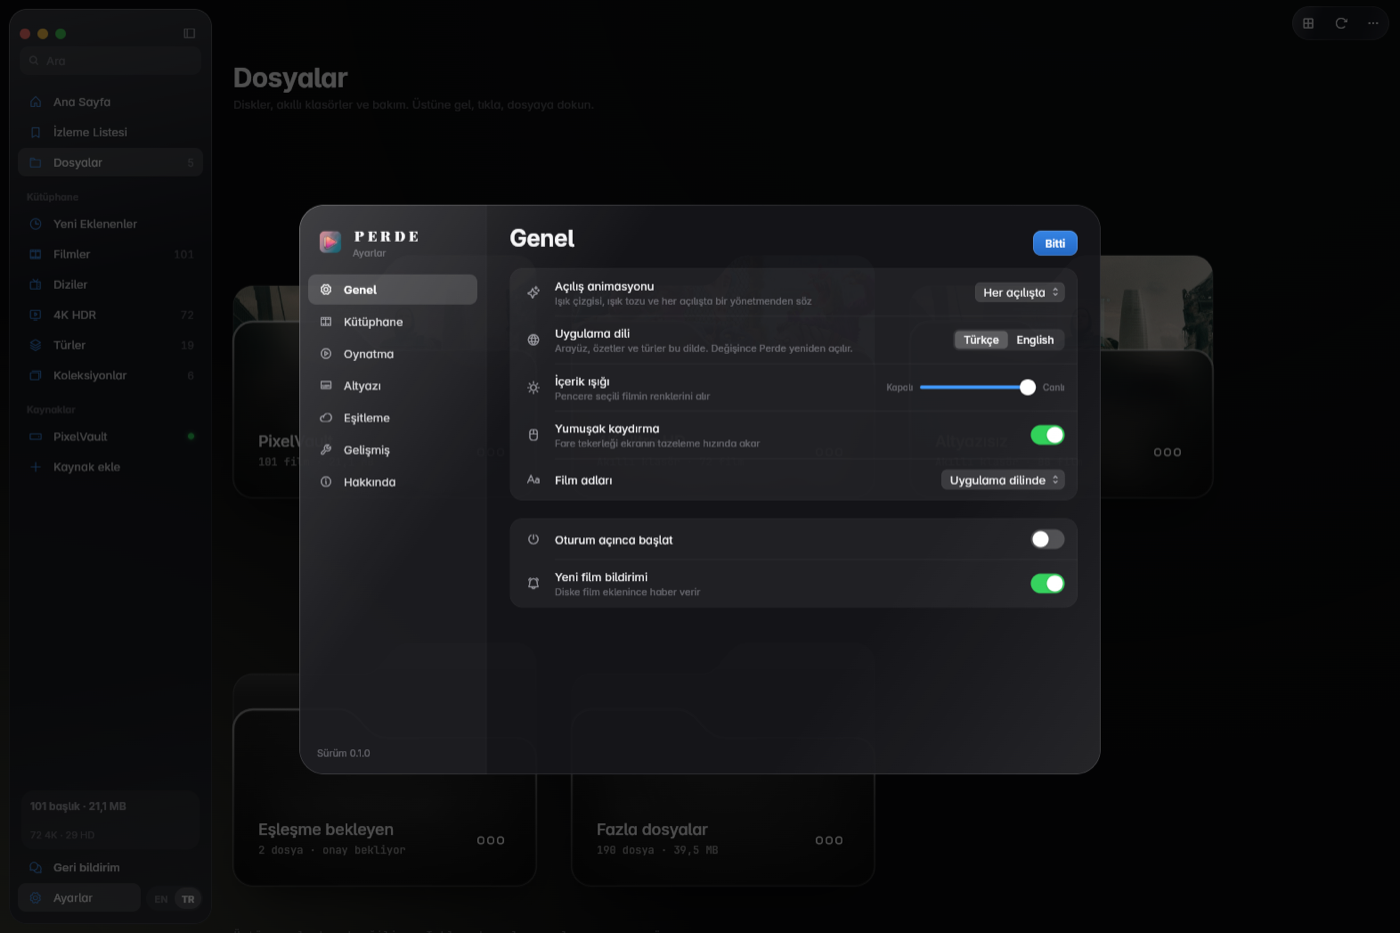 Ara
Ana Sayfa
İzleme Listesi
Dosyalar 5
Kütüphane
Yeni Eklenenler
Filmler 101
Diziler
4K HDR 72
Türler 19
Koleksiyonlar 6
Kaynaklar
PixelVault
Kaynak ekle
101 başlık · 21,1 MB
72 4K · 29 HD
Geri bildirim
Ayarlar EN TR
Dosyalar
Diskler, akıllı klasörler ve bakım. Üstüne gel, tıkla, dosyaya dokun.
101
Altyazısız
Eşleşme bekleyen
2 dosya · onay bekliyor
Fazla dosyalar
190 dosya · 39,5 MB
PERDE
Ayarlar
Genel
Kütüphane
Oynatma
Altyazı
Eşitleme
Gelişmiş
Hakkında
Sürüm 0.1.0
Genel
Bitti
Açılış animasyonu
Işık çizgisi, ışık tozu ve her açılışta bir yönetmenden söz
Her açılışta
Uygulama dili
Arayüz, özetler ve türler bu dilde. Değişince Perde yeniden açılır.
Türkçe English
İçerik ışığı
Pencere seçili filmin renklerini alır
Kapalı Canlı
Yumuşak kaydırma
Fare tekerleği ekranın tazeleme hızında akar
Film adları
Uygulama dilinde
Oturum açınca başlat
Yeni film bildirimi
Diske film eklenince haber verir